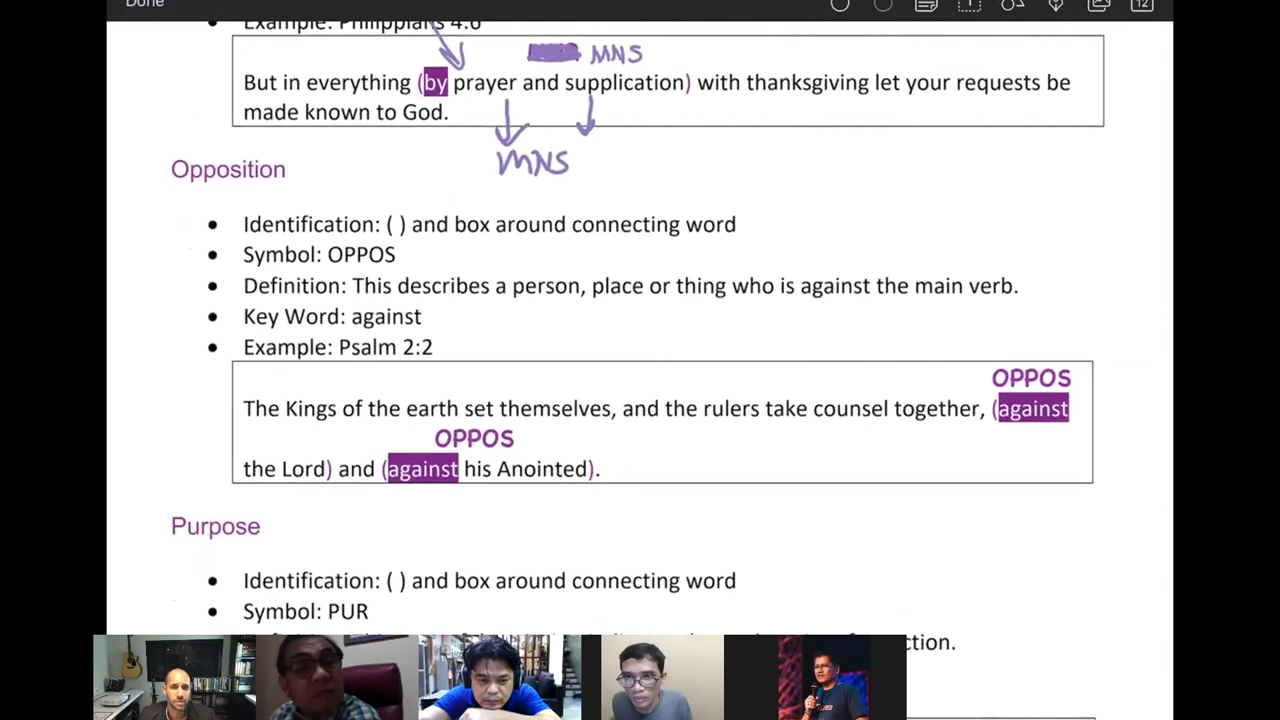 Done
Example: Philippians 4:6
MNS
But in everything (by prayer and supplication) with thanksgiving let your requests be
made known to God.
MNS
Opposition
• Identification: ( ) and box around connecting word
• Symbol: OPPOS
• Definition: This describes a person, place or thing who is against the main verb.
• Key Word: against
• Example: Psalm 2:2
OPPOS
The Kings of the earth set themselves, and the rulers take counsel together, (against
OPPOS
the Lord) and (against his Anointed).
Purpose
• Identification: ( ) and box around connecting word
• Symbol: PUR
ction.